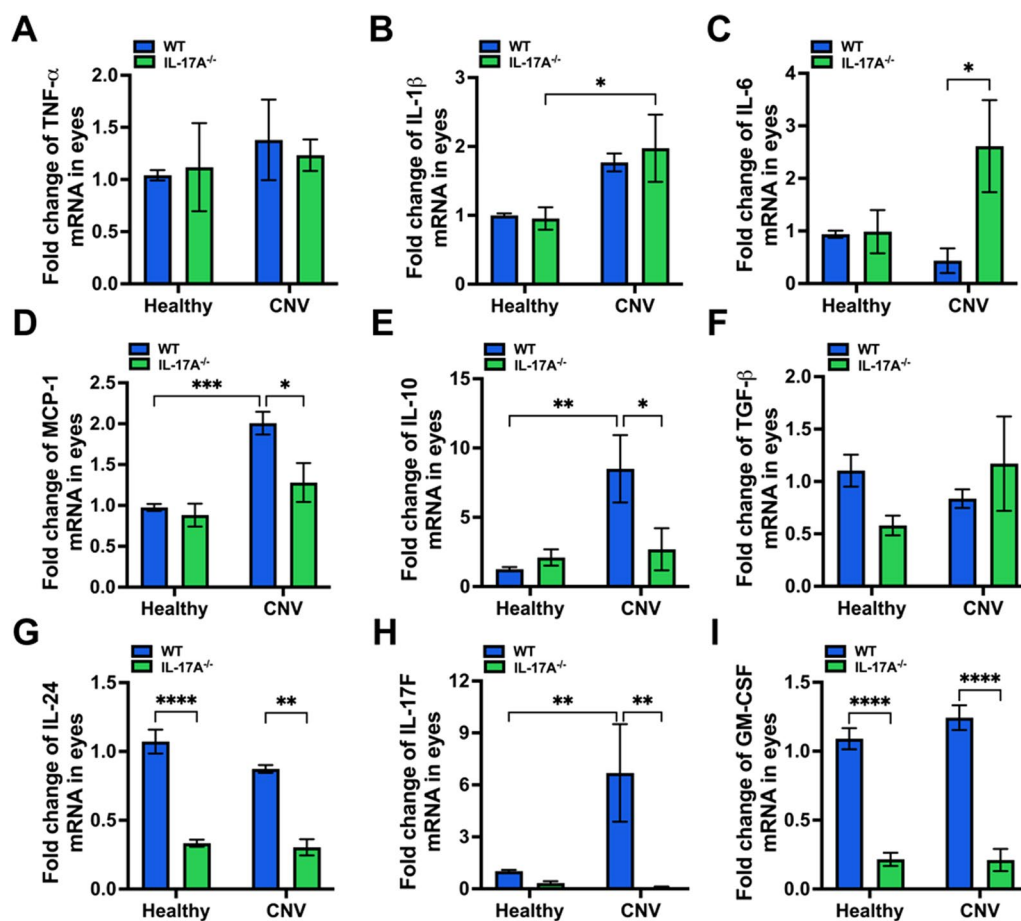 A
WT
IL-17A⁻/⁻
Fold change of TNF-α
mRNA in eyes
2.0
1.5
1.0
0.5
0.0
Healthy
CNV
B
WT
IL-17A⁻/⁻
Fold change of IL-1β
mRNA in eyes
3
2
1
0
*
Healthy
CNV
C
WT
IL-17A⁻/⁻
Fold change of IL-6
mRNA in eyes
4
3
2
1
0
*
Healthy
CNV
D
WT
IL-17A⁻/⁻
Fold change of MCP-1
mRNA in eyes
2.5
2.0
1.5
1.0
0.5
0.0
***
*
Healthy
CNV
E
WT
IL-17A⁻/⁻
Fold change of IL-10
mRNA in eyes
15
10
5
0
**
*
Healthy
CNV
F
WT
IL-17A⁻/⁻
Fold change of TGF-β
mRNA in eyes
2.0
1.5
1.0
0.5
0.0
Healthy
CNV
G
WT
IL-17A⁻/⁻
Fold change of IL-24
mRNA in eyes
1.5
1.0
0.5
0.0
****
**
Healthy
CNV
H
WT
IL-17A⁻/⁻
Fold change of IL-17F
mRNA in eyes
12
9
6
3
0
**
**
Healthy
CNV
I
WT
IL-17A⁻/⁻
Fold change of GM-CSF
mRNA in eyes
1.5
1.0
0.5
0.0
****
****
Healthy
CNV